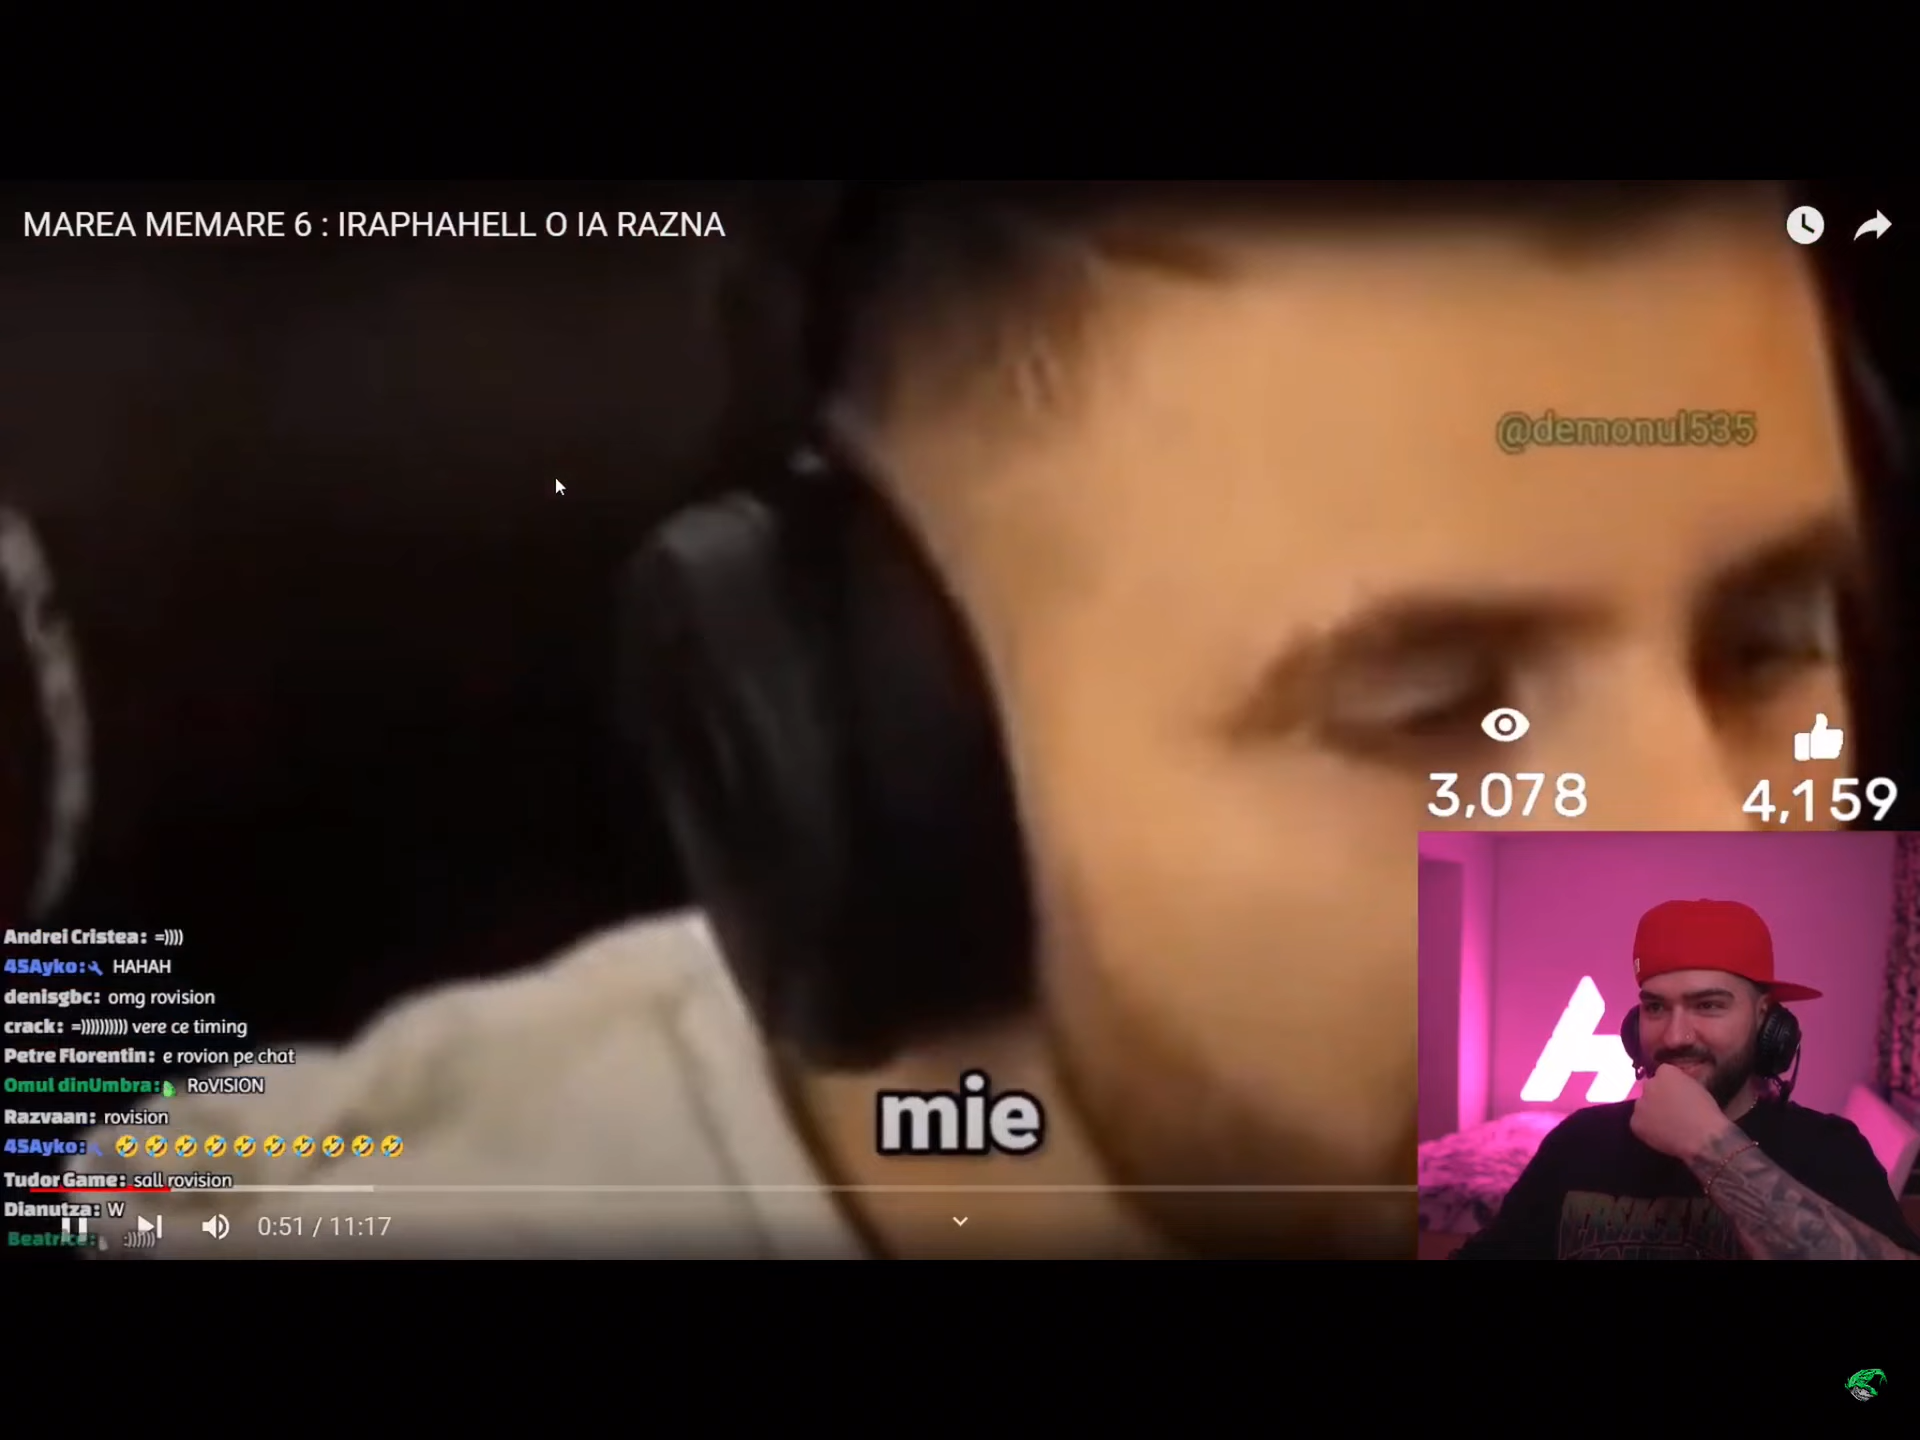 MAREA MEMARE 6 : IRAPHAHELL O IA RAZNA
@demonul535
3,078
4,159
Andrei Cristea: =))))
45Ayko: HAHAH
denisgbc: omg rovision
crack: =)))))))))) vere ce timing
Petre Florentin: e rovion pe chat
Omul dinUmbra: RoVISION
Razvaan: rovision
45Ayko: 🤣🤣🤣🤣🤣🤣🤣🤣🤣🤣
Tudor Game: sall rovision
Dianutza: W
Beatrice: :))))))
mie
0:51 / 11:17